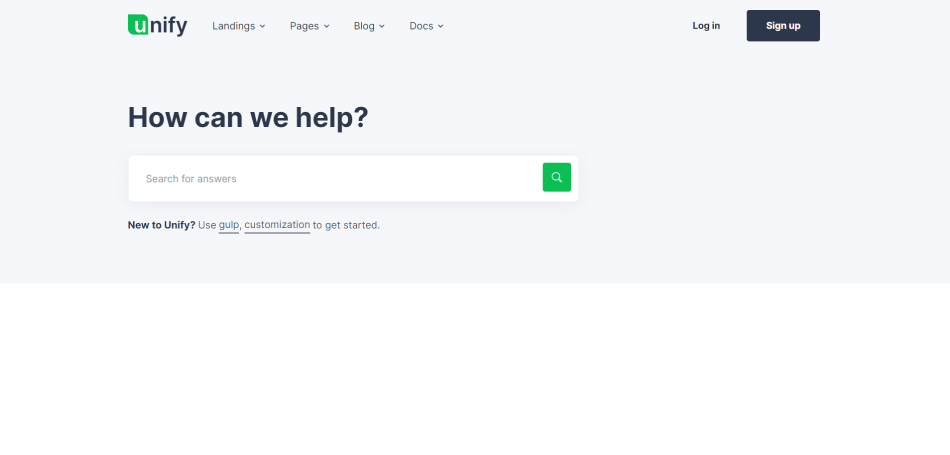 unify Landings Pages Blog Docs Log in Sign up
How can we help?
Search for answers
New to Unify? Use gulp, customization to get started.